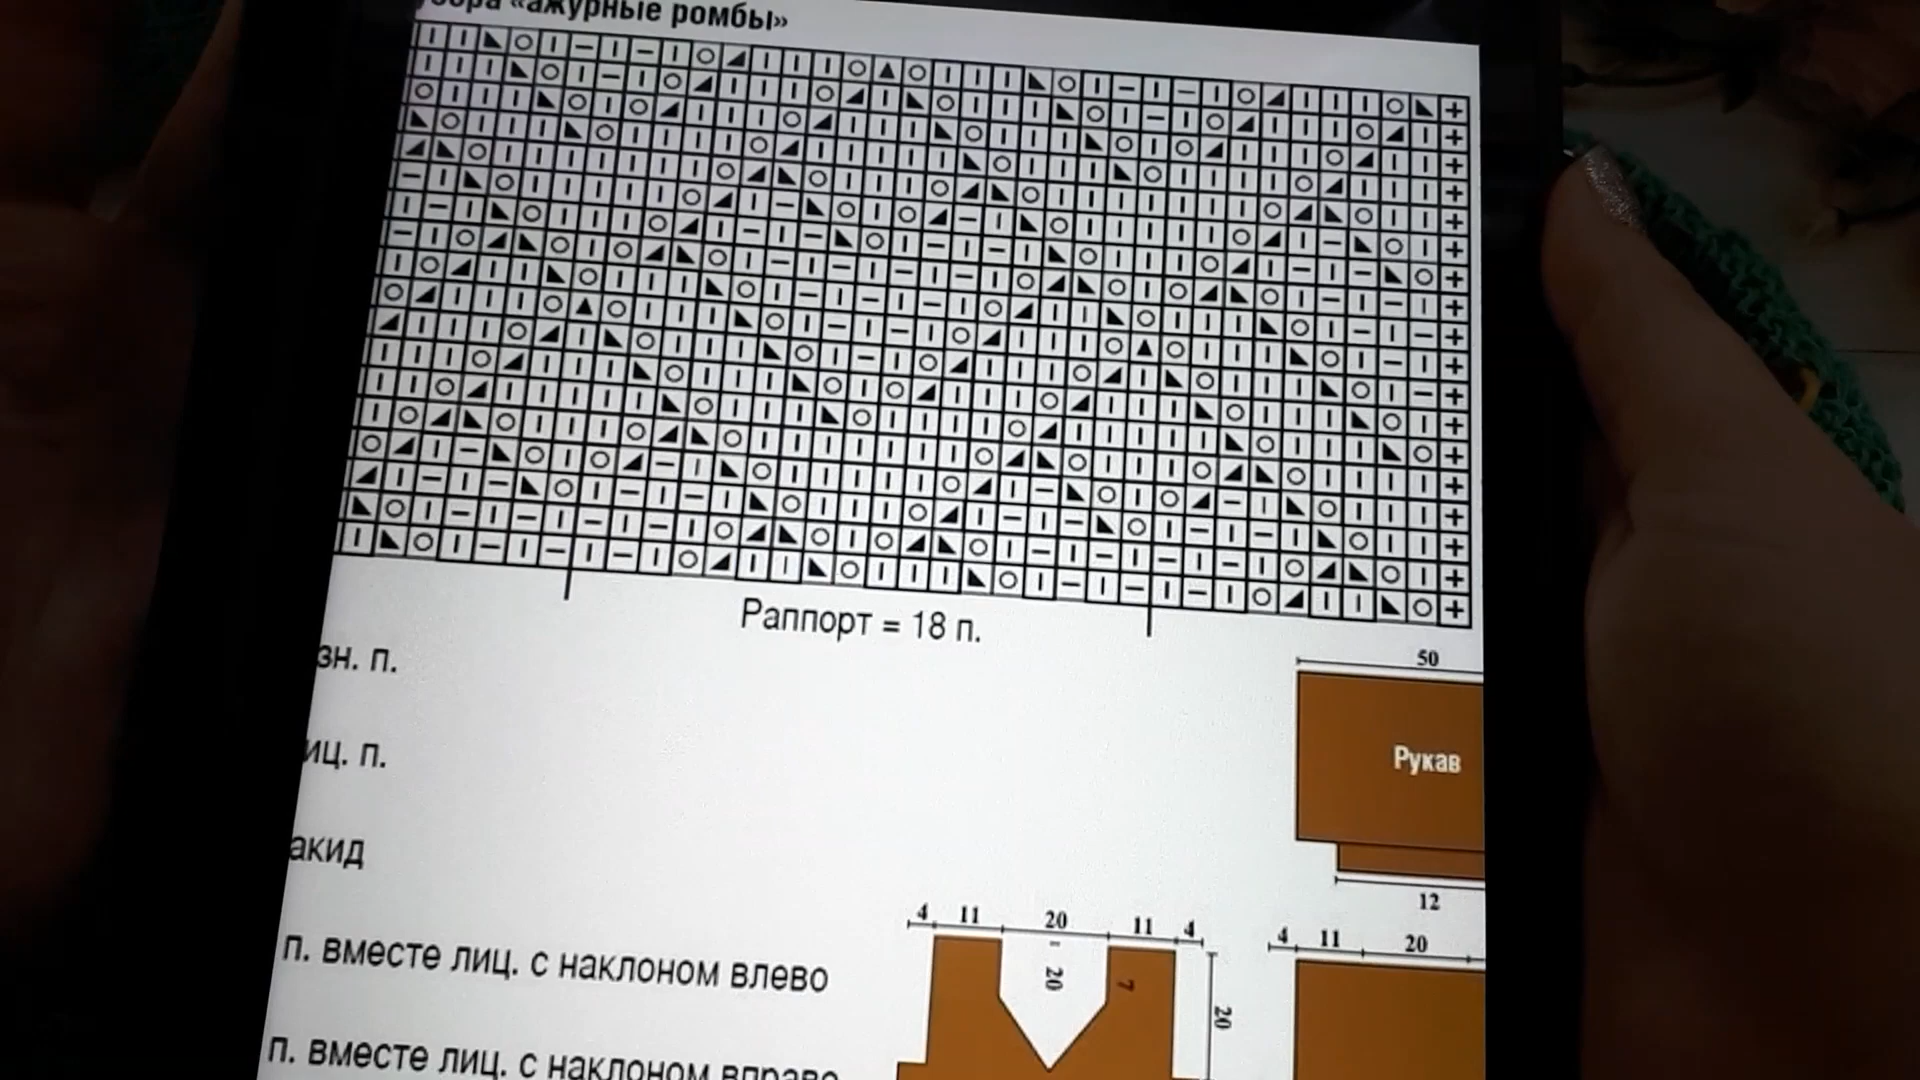 «ажурные ромбы»
Раппорт = 18 п.
зн. п.
50
иц. п.
Рукав
акид
12
4 11 20 11 4
4 11 20
п. вместе лиц. с наклоном влево
20
7
20
п. вместе лиц. с наклоном вправо